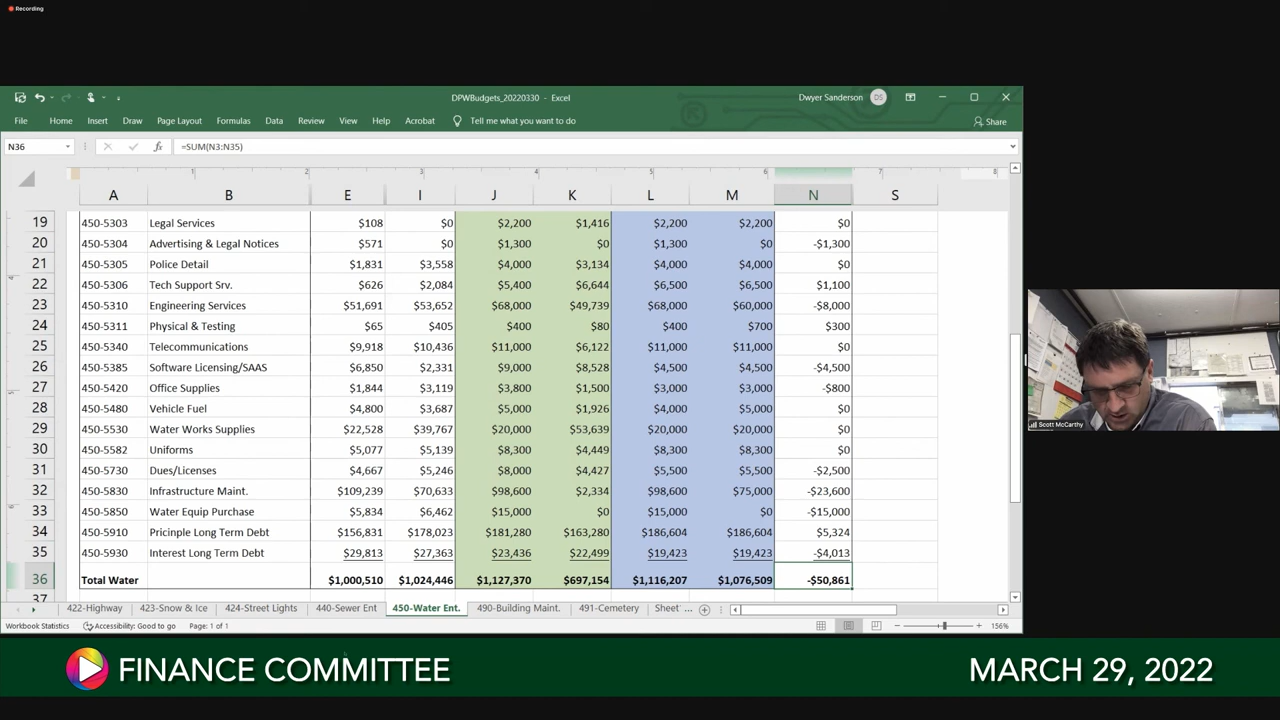 Recording
DPWBudgets_20220330 - Excel
Dwyer Sanderson DS
File Home Insert Draw Page Layout Formulas Data Review View Help Acrobat Tell me what you want to do Share
N36 fx =SUM(N3:N35)
1 2 3 4 5 6 7 8
A B E I J K L M N S
19 450-5303 Legal Services $108 $0 $2,200 $1,416 $2,200 $2,200 $0
20 450-5304 Advertising & Legal Notices $571 $0 $1,300 $0 $1,300 $0 -$1,300
21 450-5305 Police Detail $1,831 $3,558 $4,000 $3,134 $4,000 $4,000 $0
22 450-5306 Tech Support Srv. $626 $2,084 $5,400 $6,644 $6,500 $6,500 $1,100
23 450-5310 Engineering Services $51,691 $53,652 $68,000 $49,739 $68,000 $60,000 -$8,000
24 450-5311 Physical & Testing $65 $405 $400 $80 $400 $700 $300
25 450-5340 Telecommunications $9,918 $10,436 $11,000 $6,122 $11,000 $11,000 $0
26 450-5385 Software Licensing/SAAS $6,850 $2,331 $9,000 $8,528 $4,500 $4,500 -$4,500
27 450-5420 Office Supplies $1,844 $3,119 $3,800 $1,500 $3,000 $3,000 -$800
28 450-5480 Vehicle Fuel $4,800 $3,687 $5,000 $1,926 $4,000 $5,000 $0
29 450-5530 Water Works Supplies $22,528 $39,767 $20,000 $53,639 $20,000 $20,000 $0
30 450-5582 Uniforms $5,077 $5,139 $8,300 $4,449 $8,300 $8,300 $0
31 450-5730 Dues/Licenses $4,667 $5,246 $8,000 $4,427 $5,500 $5,500 -$2,500
32 450-5830 Infrastructure Maint. $109,239 $70,633 $98,600 $2,334 $98,600 $75,000 -$23,600
33 450-5850 Water Equip Purchase $5,834 $6,462 $15,000 $0 $15,000 $0 -$15,000
34 450-5910 Pricinple Long Term Debt $156,831 $178,023 $181,280 $163,280 $186,604 $186,604 $5,324
35 450-5930 Interest Long Term Debt $29,813 $27,363 $23,436 $22,499 $19,423 $19,423 -$4,013
36 Total Water $1,000,510 $1,024,446 $1,127,370 $697,154 $1,116,207 $1,076,509 -$50,861
37
422-Highway 423-Snow & Ice 424-Street Lights 440-Sewer Ent 450-Water Ent. 490-Building Maint. 491-Cemetery Sheet ...
Workbook Statistics Accessibility: Good to go Page: 1 of 1 156%
Scott McCarthy
FINANCE COMMITTEE MARCH 29, 2022